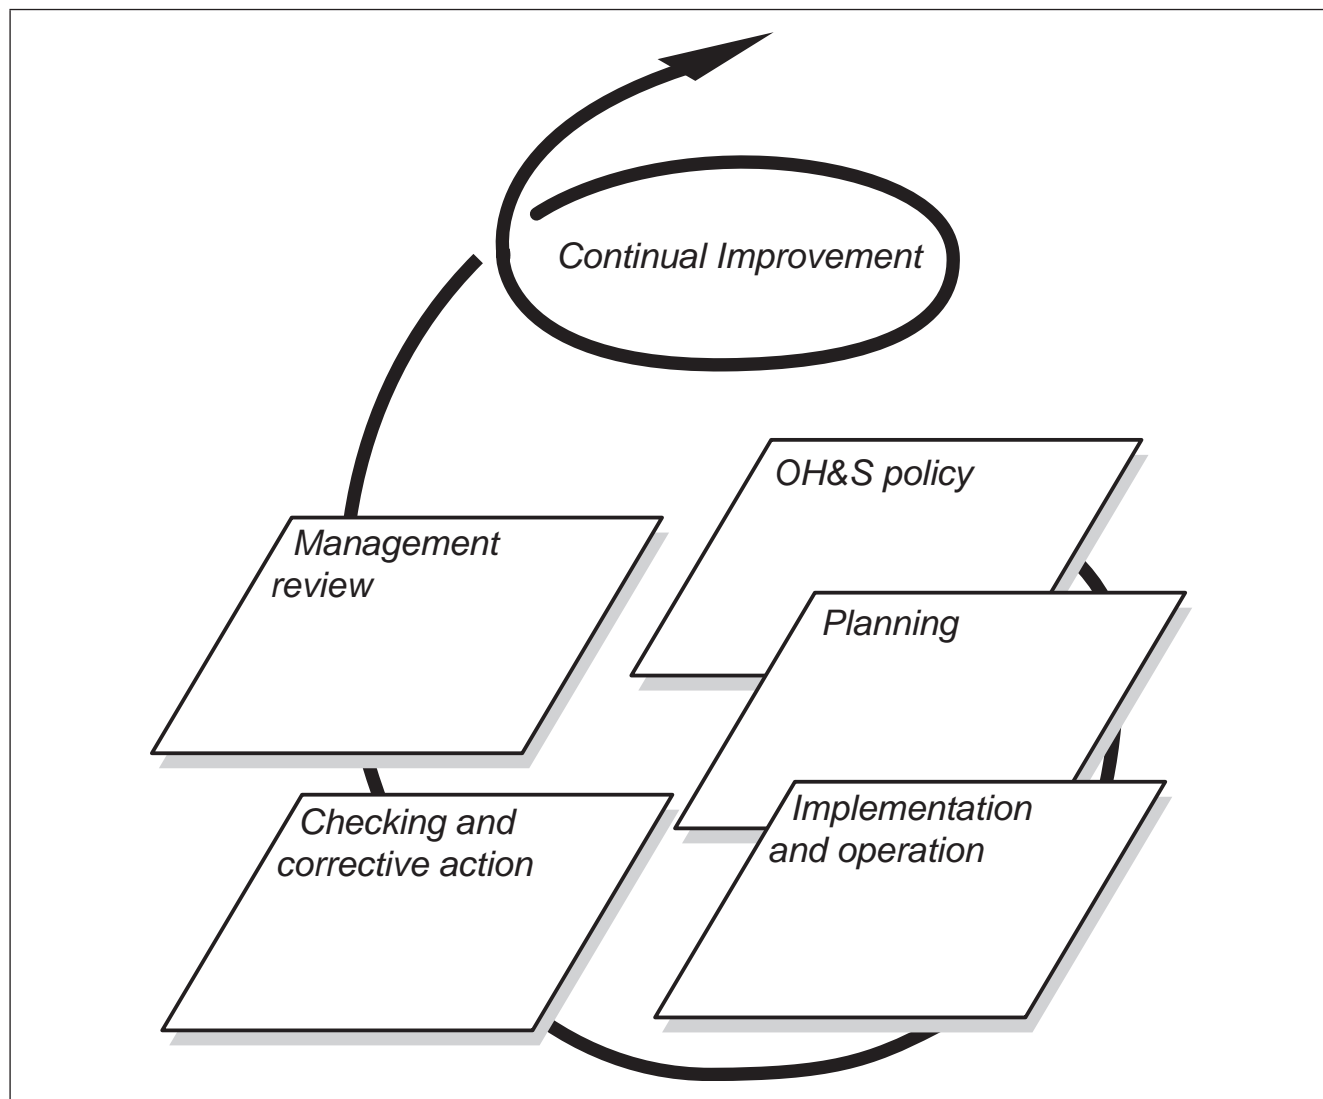 Continual Improvement
OH&S policy
Management
review
Planning
Implementation
and operation
Checking and
corrective action